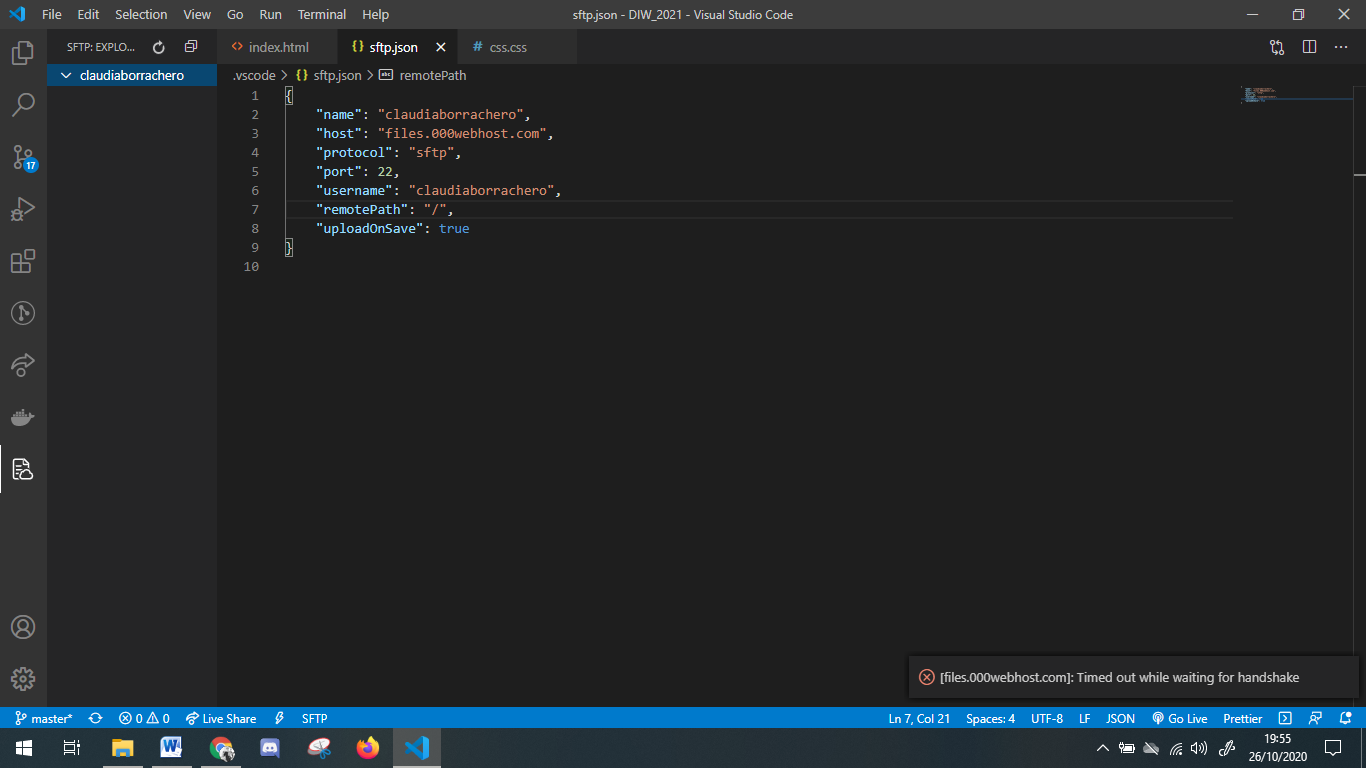 File Edit Selection View Go Run Terminal Help
sftp.json - DIW_2021 - Visual Studio Code
SFTP: EXPLO...
index.html
sftp.json
css.css
claudiaborrachero
.vscode > {} sftp.json > abc remotePath
1 {
2 "name": "claudiaborrachero",
3 "host": "files.000webhost.com",
4 "protocol": "sftp",
5 "port": 22,
6 "username": "claudiaborrachero",
7 "remotePath": "/",
8 "uploadOnSave": true
9 }
10
17
[files.000webhost.com]: Timed out while waiting for handshake
master* 0 0 Live Share SFTP
Ln 7, Col 21 Spaces: 4 UTF-8 LF JSON Go Live Prettier
19:55
26/10/2020